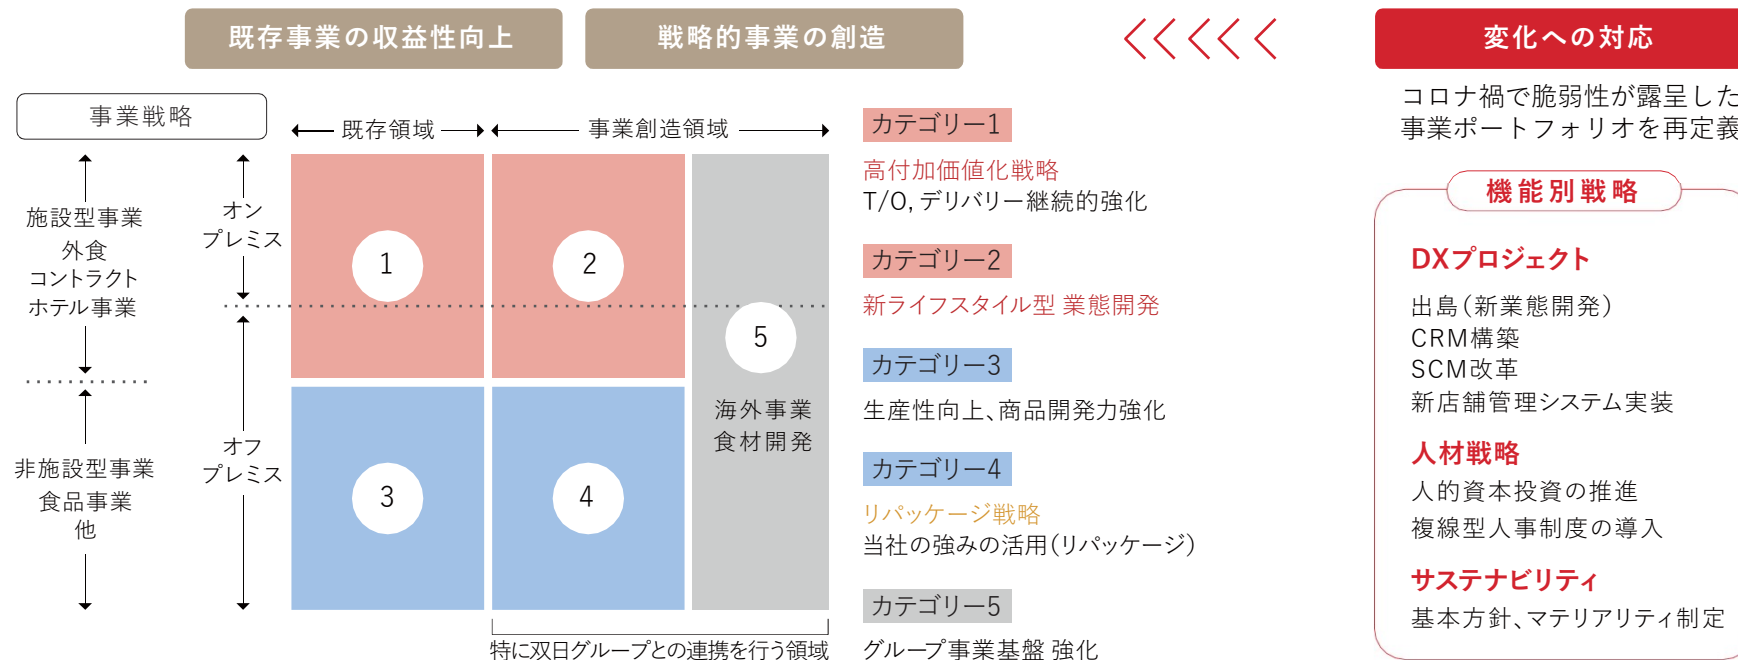 既存事業の収益性向上
戦略的事業の創造
変化への対応
コロナ禍で脆弱性が露呈した
事業ポートフォリオを再定義
事業戦略
既存領域
事業創造領域
施設型事業
外食
コントラクト
ホテル事業
非施設型事業
食品事業
他
オン
プレミス
オフ
プレミス
1
2
3
4
5
海外事業
食材開発
特に双日グループとの連携を行う領域
カテゴリー1
高付加価値化戦略
T/O, デリバリー継続的強化
カテゴリー2
新ライフスタイル型 業態開発
カテゴリー3
生産性向上、商品開発力強化
カテゴリー4
リパッケージ戦略
当社の強みの活用(リパッケージ)
カテゴリー5
グループ事業基盤 強化
機能別戦略
DXプロジェクト
出島(新業態開発)
CRM構築
SCM改革
新店舗管理システム実装
人材戦略
人的資本投資の推進
複線型人事制度の導入
サステナビリティ
基本方針、マテリアリティ制定